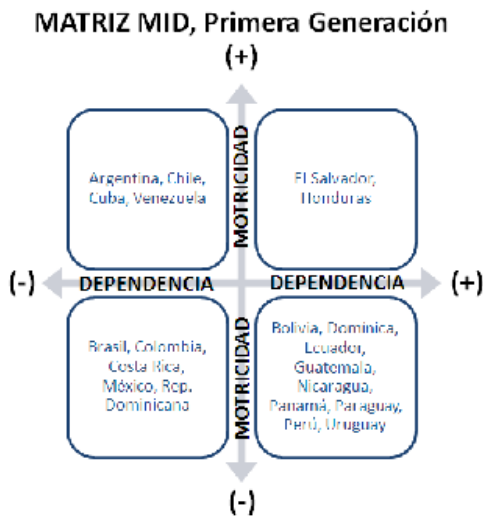 MATRIZ MID, Primera Generación
(+)
Argentina, Chile,
Cuba, Venezuela
MOTRICIDAD
El Salvador,
Honduras
(-)
DEPENDENCIA
DEPENDENCIA
(+)
Brasil, Colombia,
Costa Rica,
México, Rep.
Dominicana
MOTRICIDAD
Bolivia, Dominica,
Ecuador,
Guatemala,
Nicaragua,
Panamá, Paraguay,
Perú, Uruguay
(-)